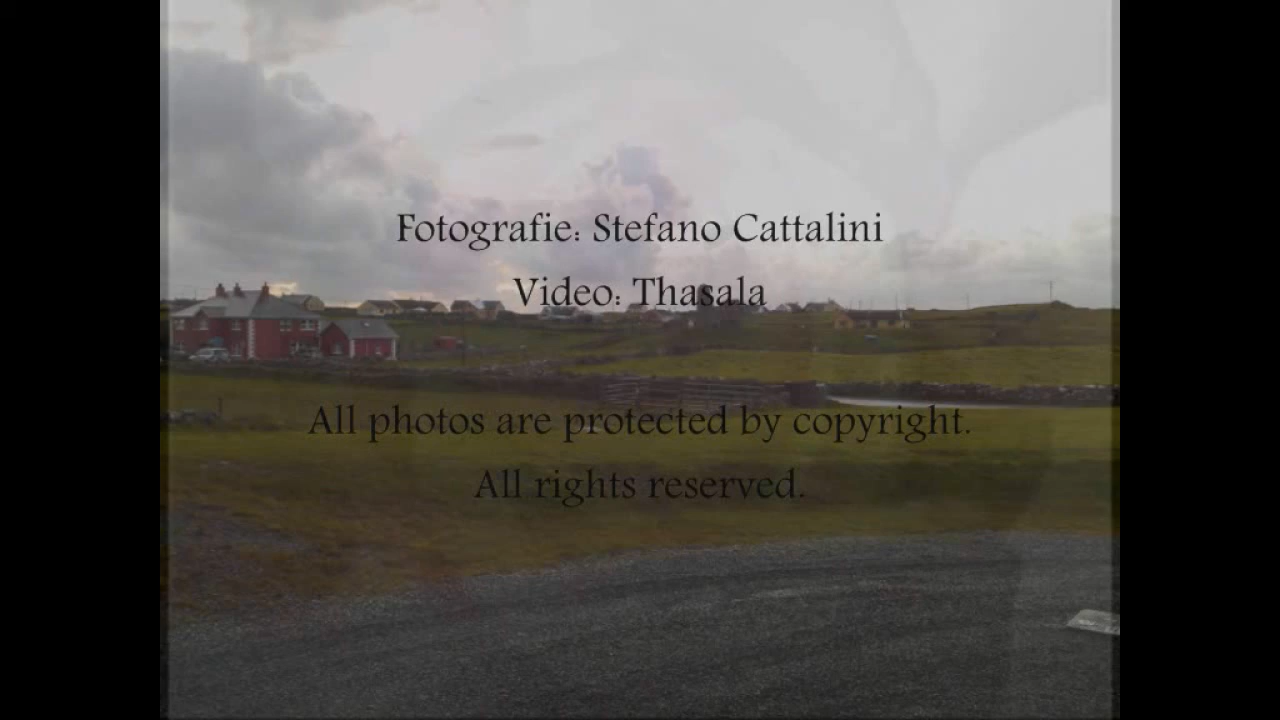 Fotografie: Stefano Cattalini
Video: Thasala
All photos are protected by copyright.
All rights reserved.